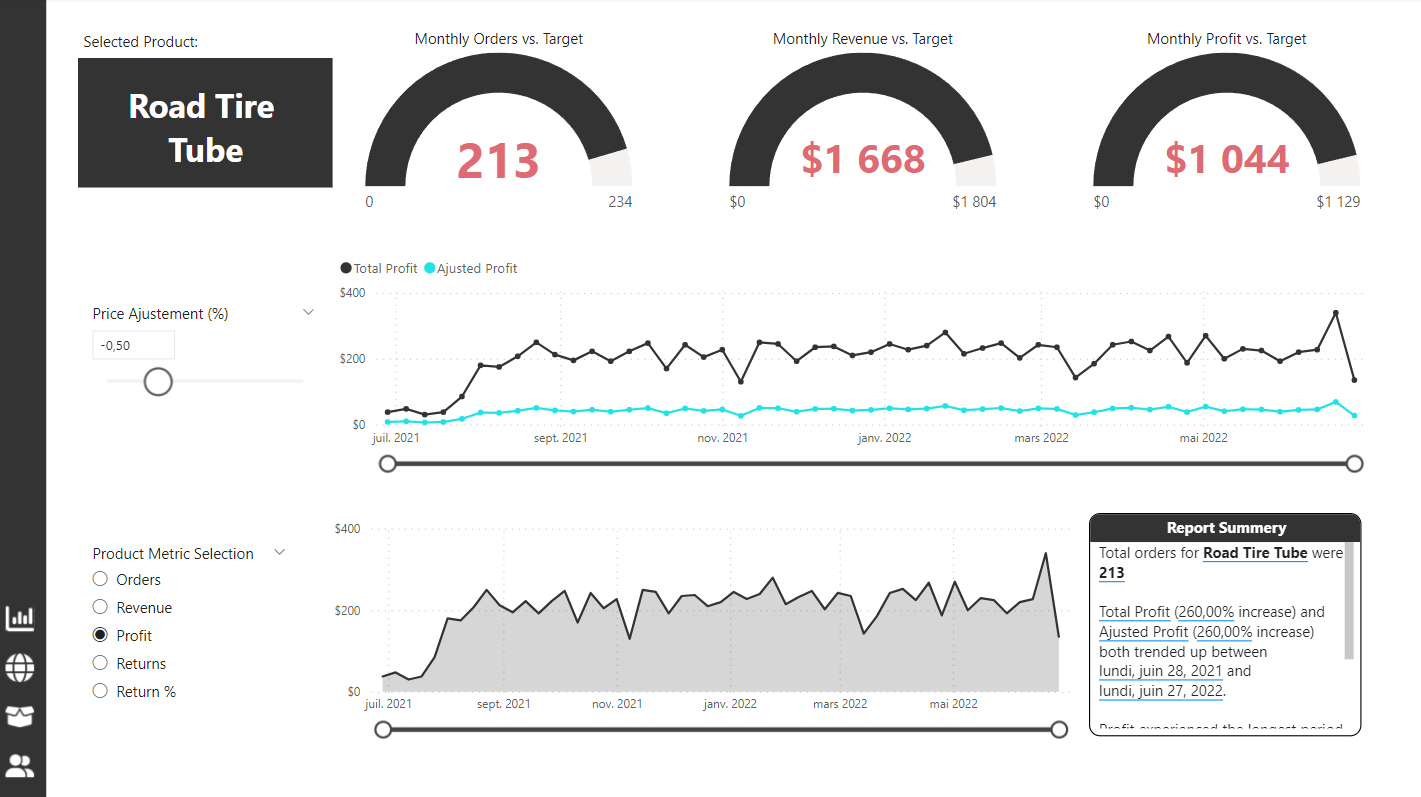 Selected Product:
Road Tire
Tube
Monthly Orders vs. Target
213
0
234
Monthly Revenue vs. Target
$1 668
$0
$1 804
Monthly Profit vs. Target
$1 044
$0
$1 129
Price Ajustement (%)
-0,50
Total Profit Ajusted Profit
$400
$200
$0
juil. 2021
sept. 2021
nov. 2021
janv. 2022
mars 2022
mai 2022
Product Metric Selection
Orders
Revenue
Profit
Returns
Return %
$400
$200
$0
juil. 2021
sept. 2021
nov. 2021
janv. 2022
mars 2022
mai 2022
Report Summery
Total orders for Road Tire Tube were
213
Total Profit (260,00% increase) and
Ajusted Profit (260,00% increase)
both trended up between
lundi, juin 28, 2021 and
lundi, juin 27, 2022.
Profit experienced the longest period